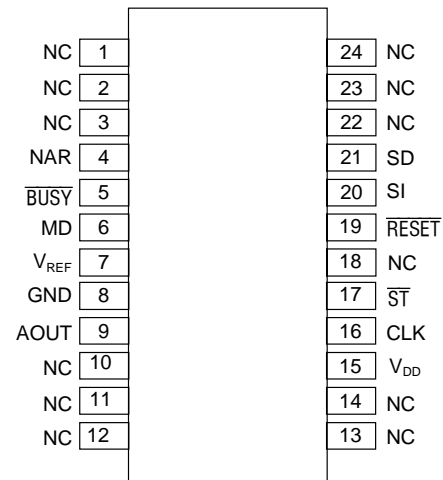 NC 1 24 NC
NC 2 23 NC
NC 3 22 NC
NAR 4 21 SD
BUSY 5 20 SI
MD 6 19 RESET
VREF 7 18 NC
GND 8 17 ST
AOUT 9 16 CLK
NC 10 15 VDD
NC 11 14 NC
NC 12 13 NC